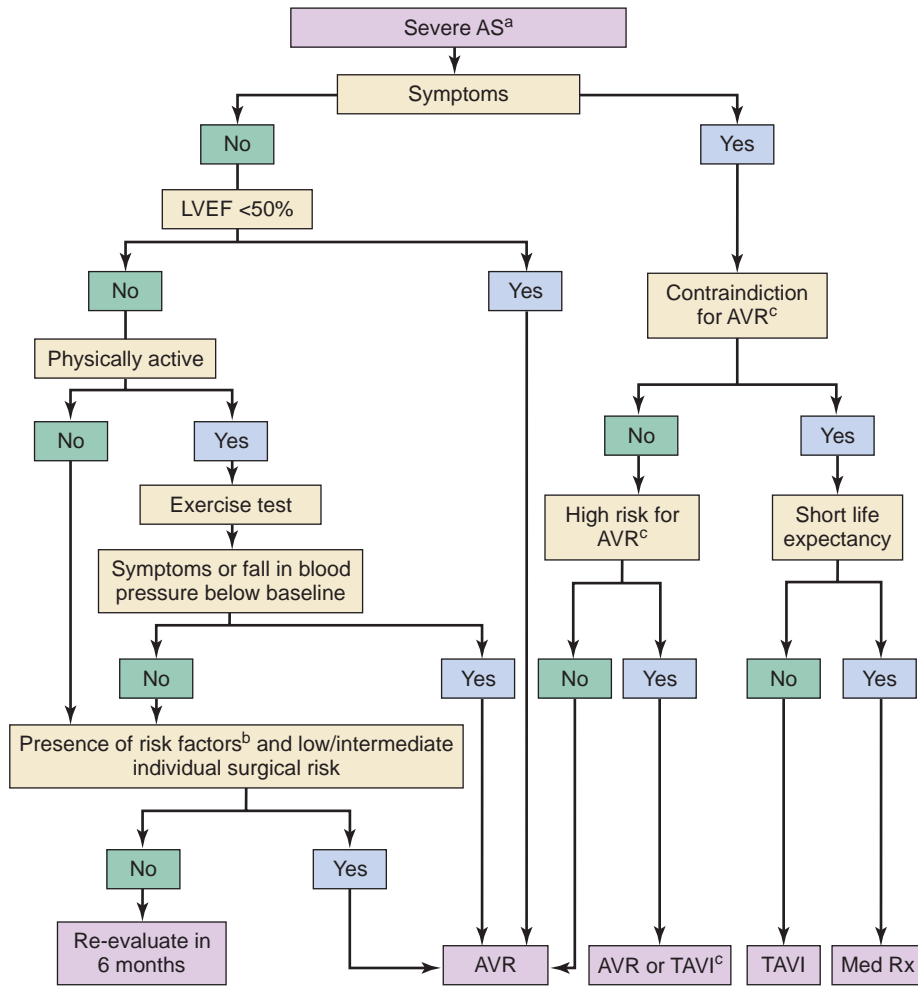 Severe ASa
Symptoms
No
Yes
LVEF <50%
No
Yes
Contraindiction
for AVRc
Physically active
No
Yes
No
Yes
Exercise test
High risk for
AVRc
Short life
expectancy
Symptoms or fall in blood
pressure below baseline
No
Yes
No
Yes
No
Yes
Presence of risk factorsb and low/intermediate
individual surgical risk
No
Yes
Re-evaluate in
6 months
AVR
AVR or TAVIc
TAVI
Med Rx